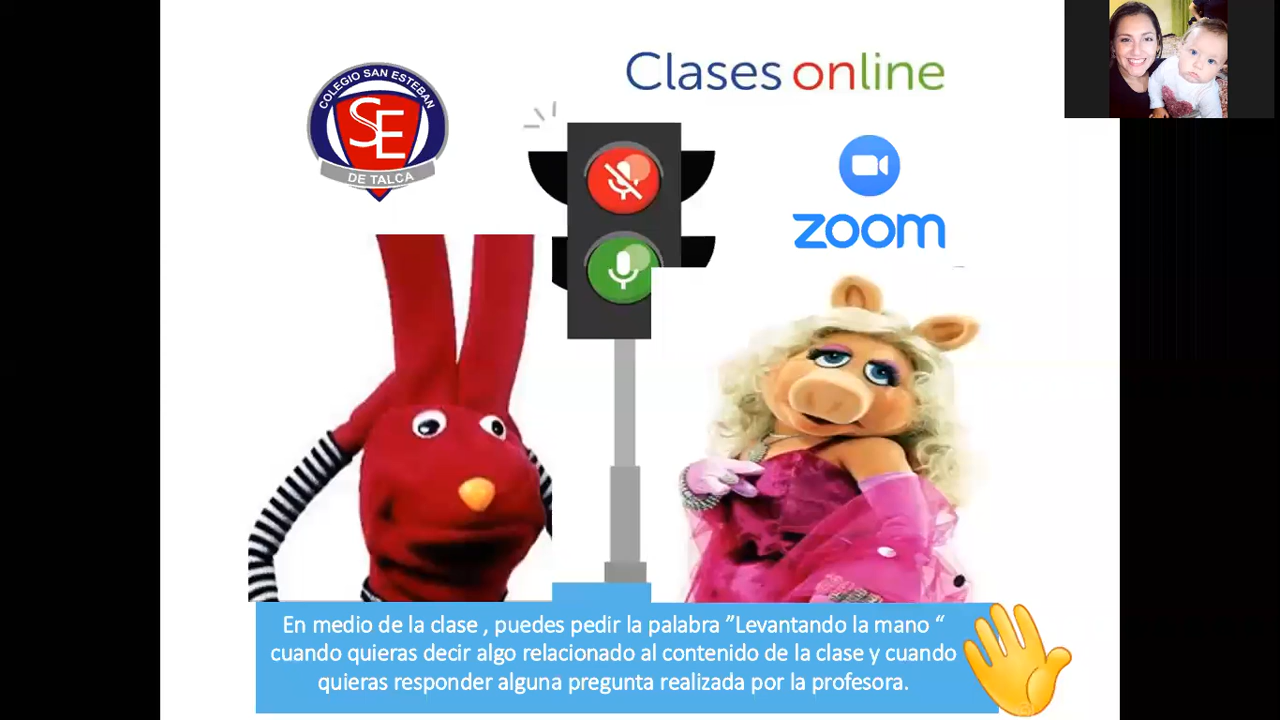 COLEGIO SAN ESTEBAN
SE
DE TALCA
Clases online
zoom
En medio de la clase , puedes pedir la palabra ”Levantando la mano “
cuando quieras decir algo relacionado al contenido de la clase y cuando
quieras responder alguna pregunta realizada por la profesora.